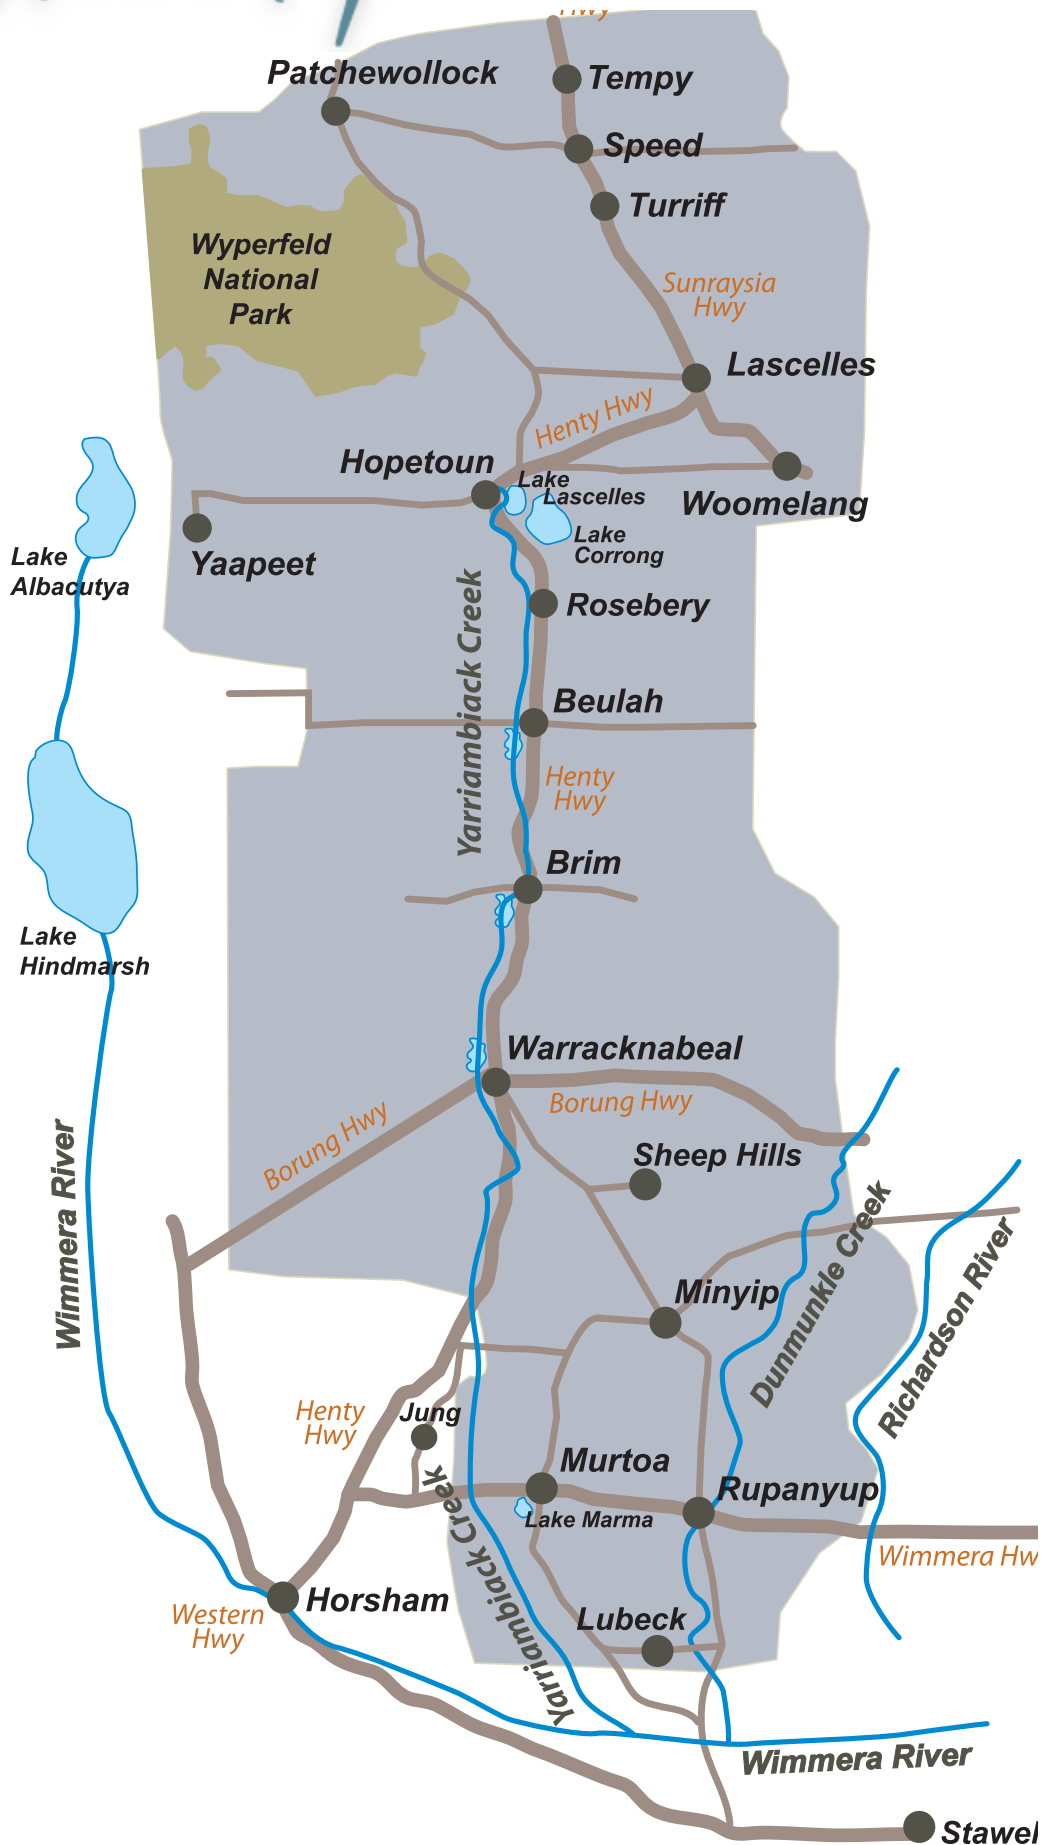 Hwy
Patchewollock
Tempy
Speed
Turriff
Wyperfeld
National
Park
Sunraysia
Hwy
Lascelles
Henty Hwy
Hopetoun
Lake
Lascelles
Woomelang
Lake
Corrong
Lake
Albacutya
Yaapeet
Rosebery
Yarriambiack Creek
Beulah
Henty
Hwy
Brim
Lake
Hindmarsh
Warracknabeal
Borung Hwy
Borung Hwy
Sheep Hills
Wimmera River
Dunmunkle Creek
Richardson River
Minyip
Henty
Hwy
Jung
Murtoa
Rupanyup
Lake Marma
Yarriambiack Creek
Wimmera Hw
Horsham
Western
Hwy
Lubeck
Wimmera River
Stawel